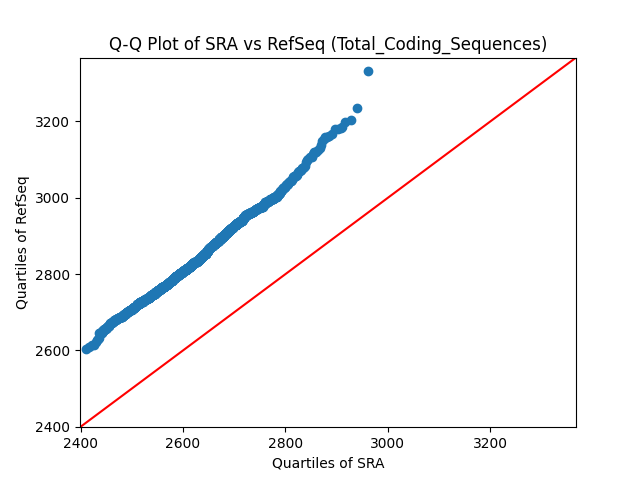 Q-Q Plot of SRA vs RefSeq (Total_Coding_Sequences)
3200
3000
2800
2600
2400
Quartiles of RefSeq
2400 2600 2800 3000 3200
Quartiles of SRA